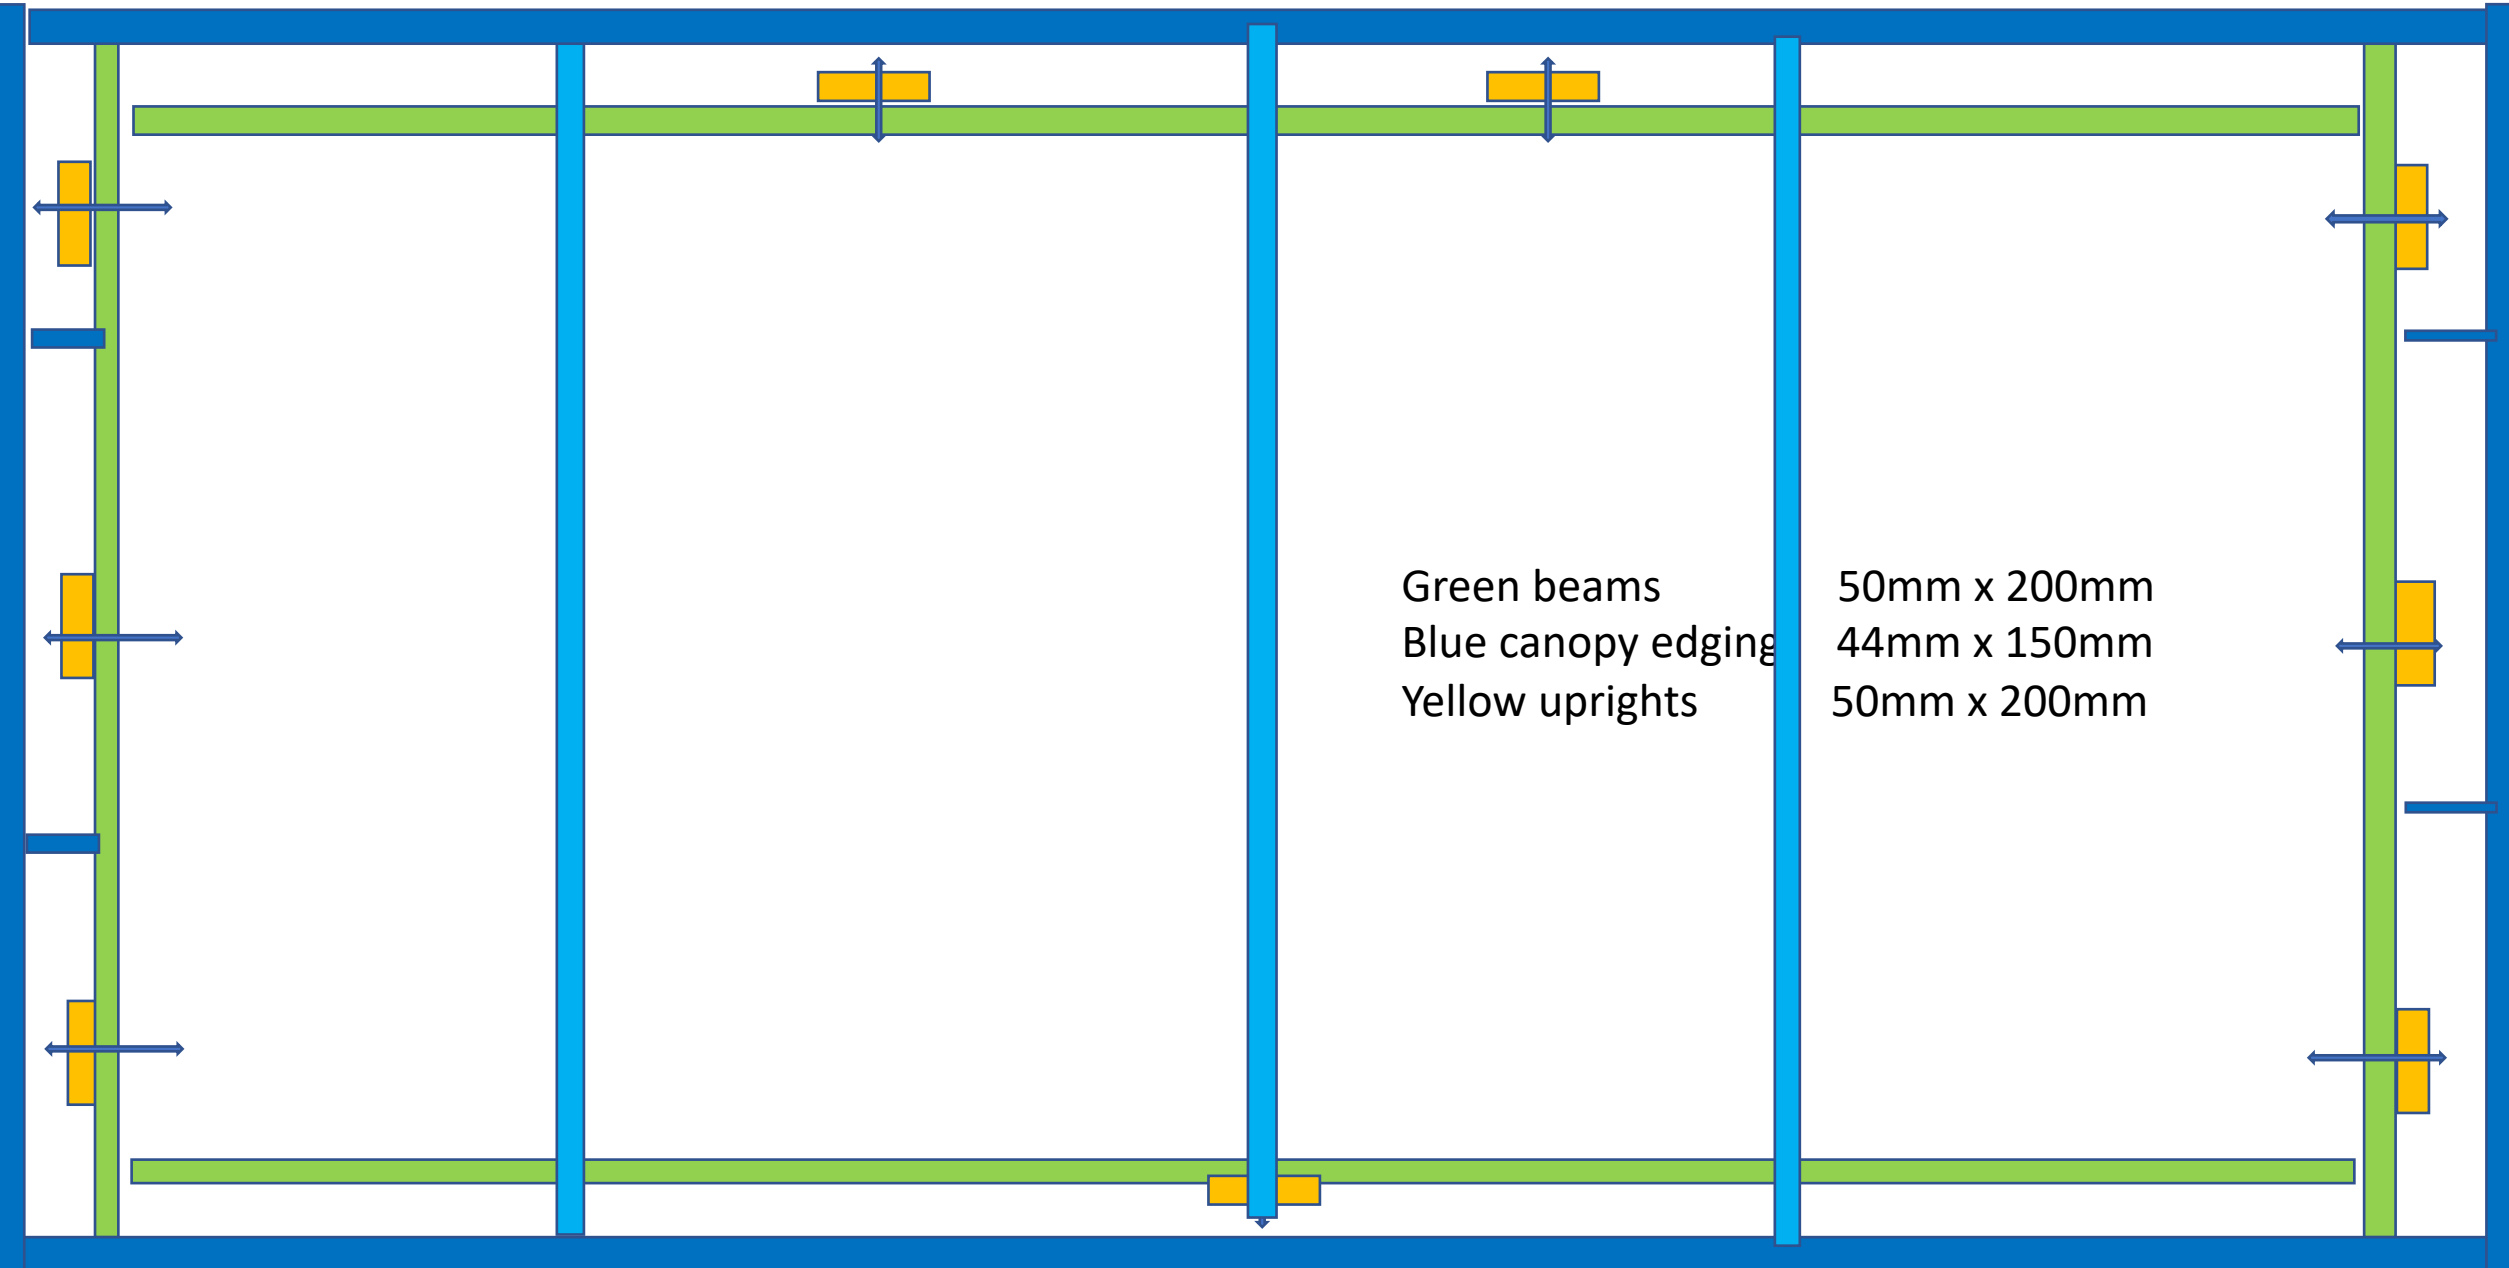 Green beams 50mm x 200mm
Blue canopy edging 44mm x 150mm
Yellow uprights 50mm x 200mm